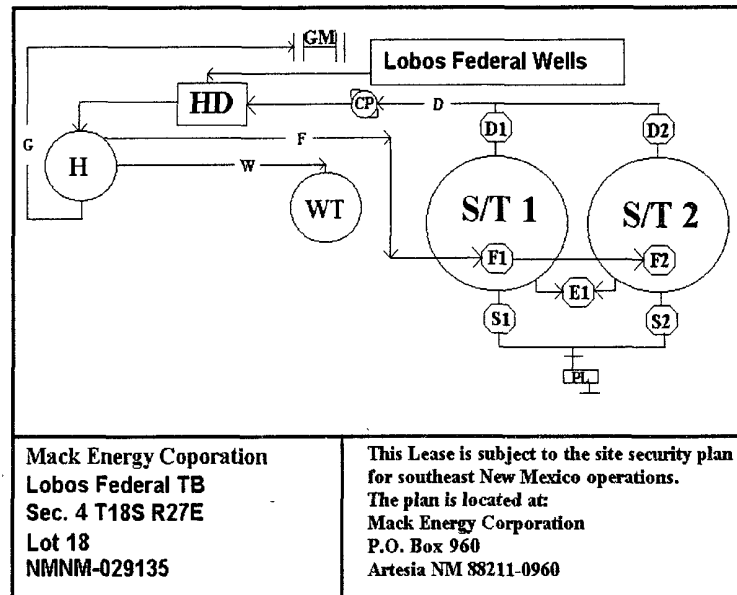 GM
Lobos Federal Wells
HD
CP
D
D1
D2
G
H
F
W
WT
S/T 1
S/T 2
F1
F2
E1
S1
S2
PL
Mack Energy Coporation
Lobos Federal TB
Sec. 4 T18S R27E
Lot 18
NMNM-029135
This Lease is subject to the site security plan
for southeast New Mexico operations.
The plan is located at:
Mack Energy Corporation
P.O. Box 960
Artesia NM 88211-0960